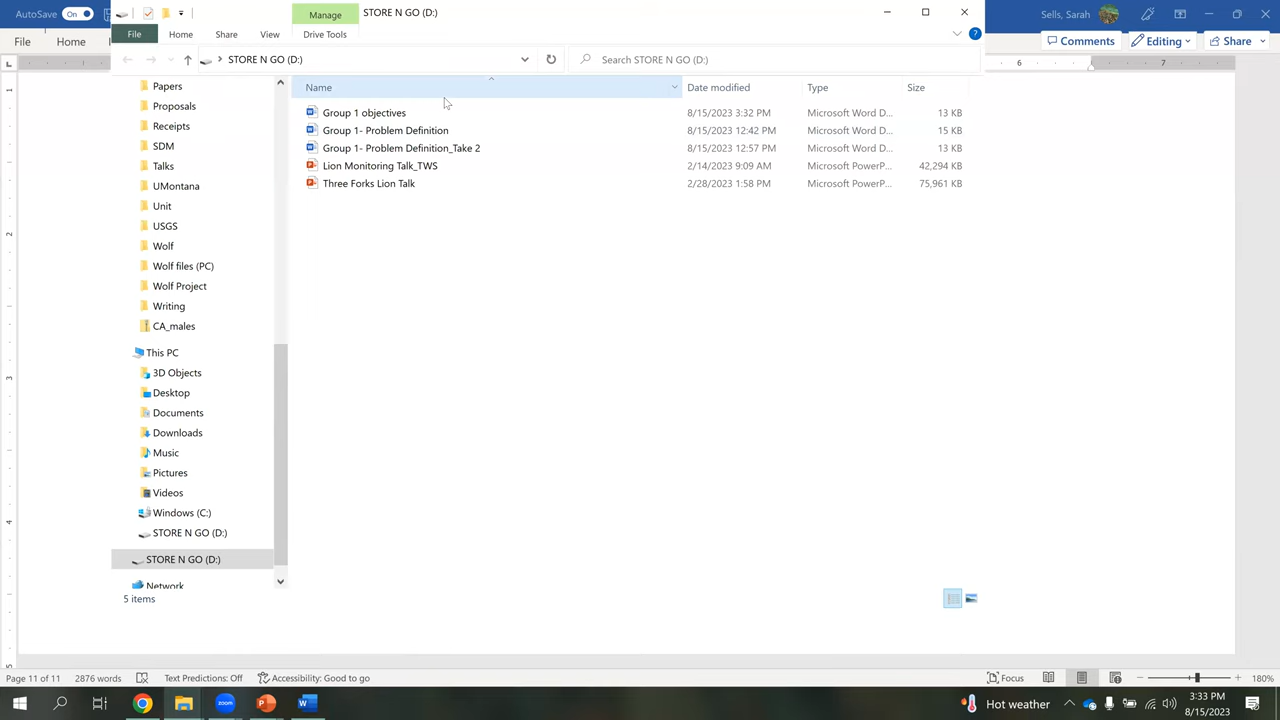 AutoSave On
STORE N GO (D:)
Manage
Sells, Sarah
File Home
File Home Share View Drive Tools
Comments Editing Share
STORE N GO (D:)
Search STORE N GO (D:)
6 7
Name Date modified Type Size
Papers
Proposals
Receipts
SDM
Talks
UMontana
Unit
USGS
Wolf
Wolf files (PC)
Wolf Project
Writing
CA_males
This PC
3D Objects
Desktop
Documents
Downloads
Music
Pictures
Videos
Windows (C:)
STORE N GO (D:)
STORE N GO (D:)
Network
Group 1 objectives 8/15/2023 3:32 PM Microsoft Word D... 13 KB
Group 1- Problem Definition 8/15/2023 12:42 PM Microsoft Word D... 15 KB
Group 1- Problem Definition_Take 2 8/15/2023 12:57 PM Microsoft Word D... 13 KB
Lion Monitoring Talk_TWS 2/14/2023 9:09 AM Microsoft PowerP... 42,294 KB
Three Forks Lion Talk 2/28/2023 1:58 PM Microsoft PowerP... 75,961 KB
5 items
1
2
3
4
5
Page 11 of 11 2876 words Text Predictions: Off Accessibility: Good to go Focus 180%
zoom
Hot weather
3:33 PM
8/15/2023